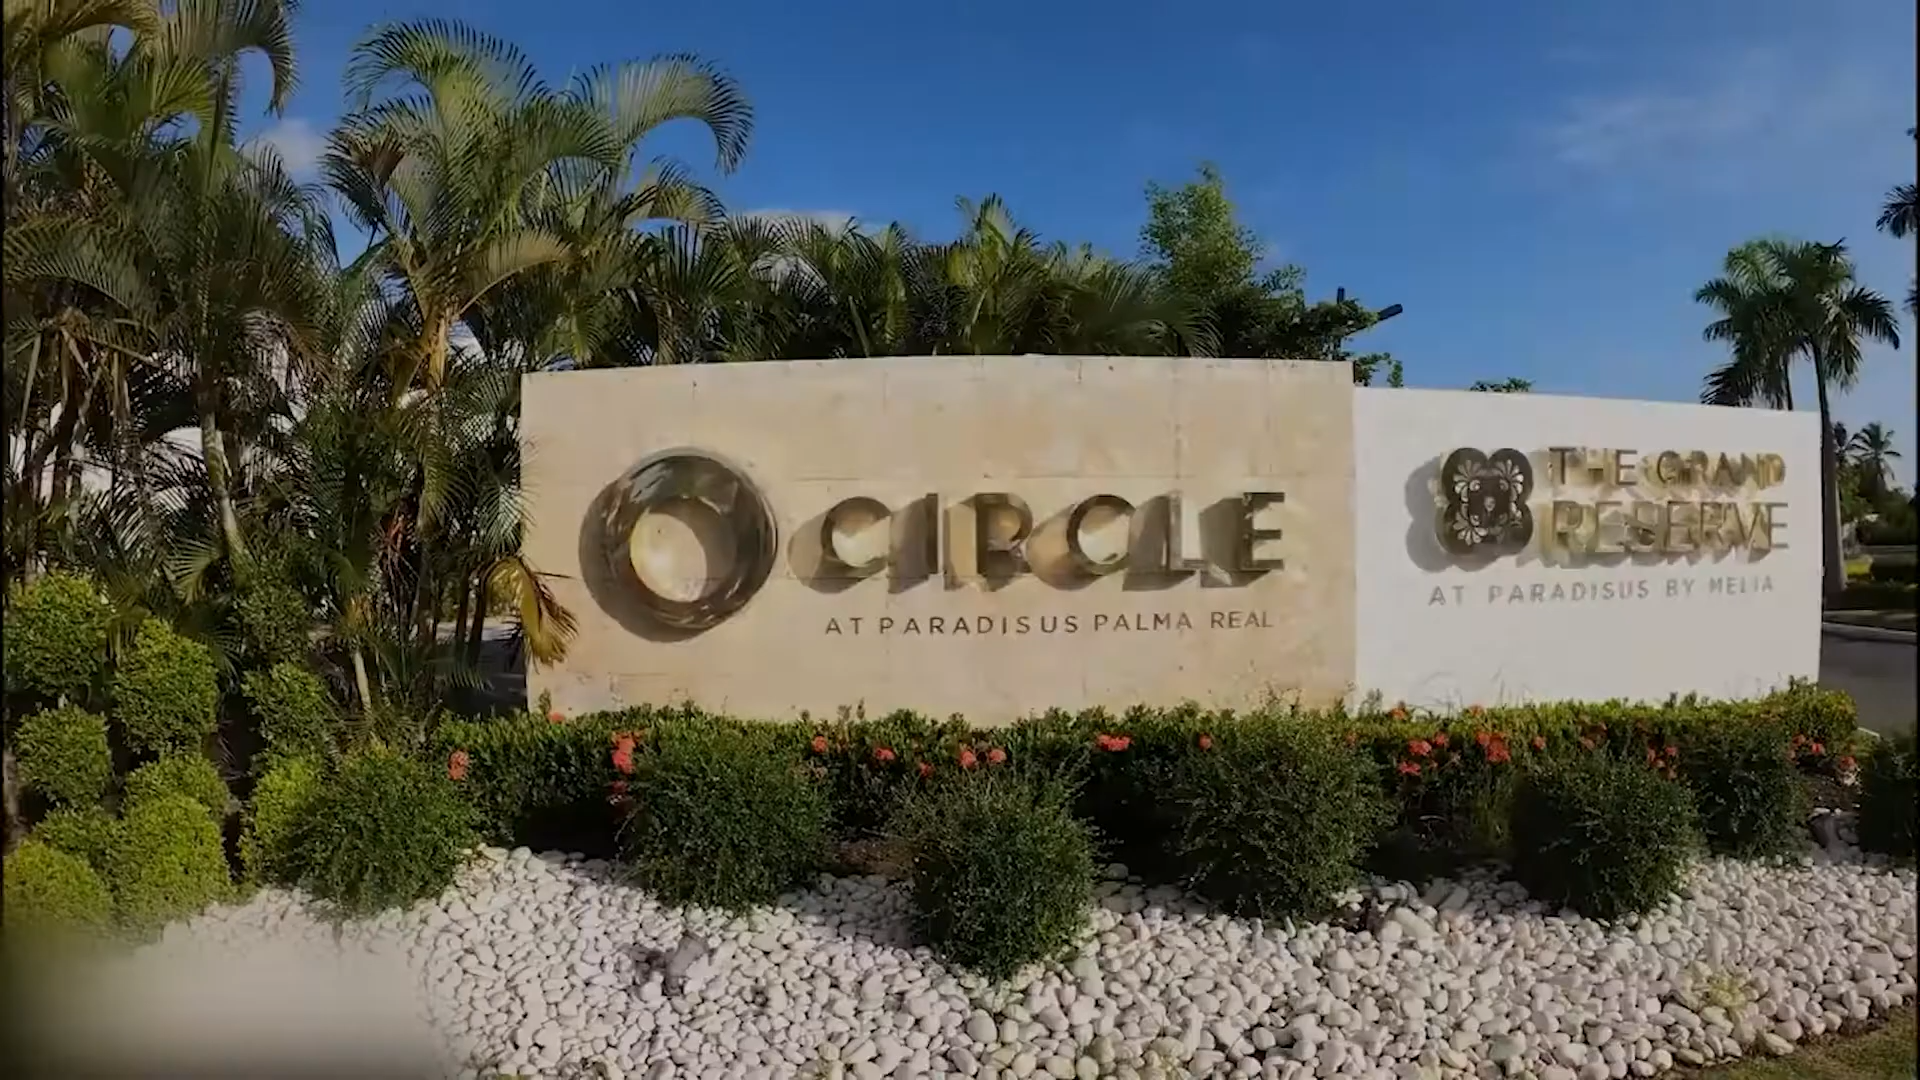 CIRCLE
AT PARADISUS PALMA REAL
THE GRAND
RESERVE
AT PARADISUS BY MELIA